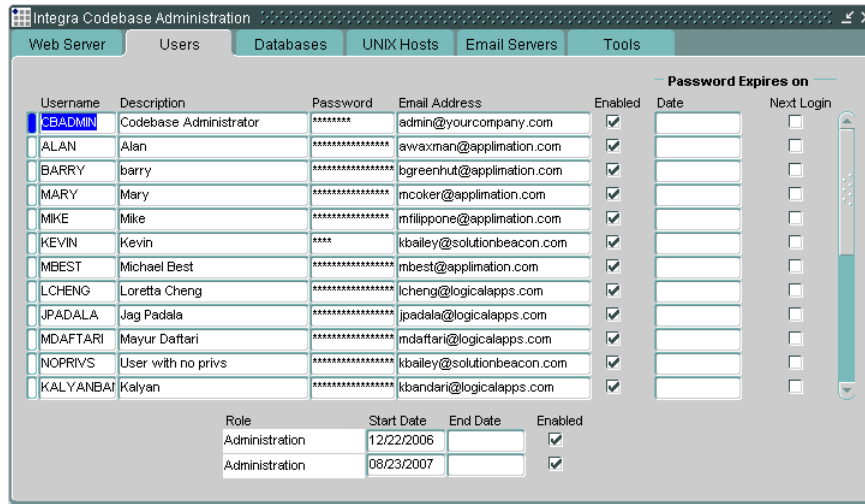 Integra Codebase Administration
Web Server Users Databases UNIX Hosts Email Servers Tools
Password Expires on
Username Description Password Email Address Enabled Date Next Login
CBADMIN Codebase Administrator ******** admin@yourcompany.com
ALAN Alan **************** awaxman@applimation.com
BARRY barry ***************** bgreenhut@applimation.com
MARY Mary **************** mcoker@applimation.com
MIKE Mike **************** mfilippone@applimation.com
KEVIN Kevin **** kbailey@solutionbeacon.com
MBEST Michael Best ***************** mbest@applimation.com
LCHENG Loretta Cheng ***************** lcheng@logicalapps.com
JPADALA Jag Padala ***************** jpadala@logicalapps.com
MDAFTARI Mayur Daftari ***************** mdaftari@logicalapps.com
NOPRIVS User with no privs ***************** kbailey@solutionbeacon.com
KALYANBAN Kalyan ***************** kbandari@logicalapps.com
Role Start Date End Date Enabled
Administration 12/22/2006
Administration 08/23/2007